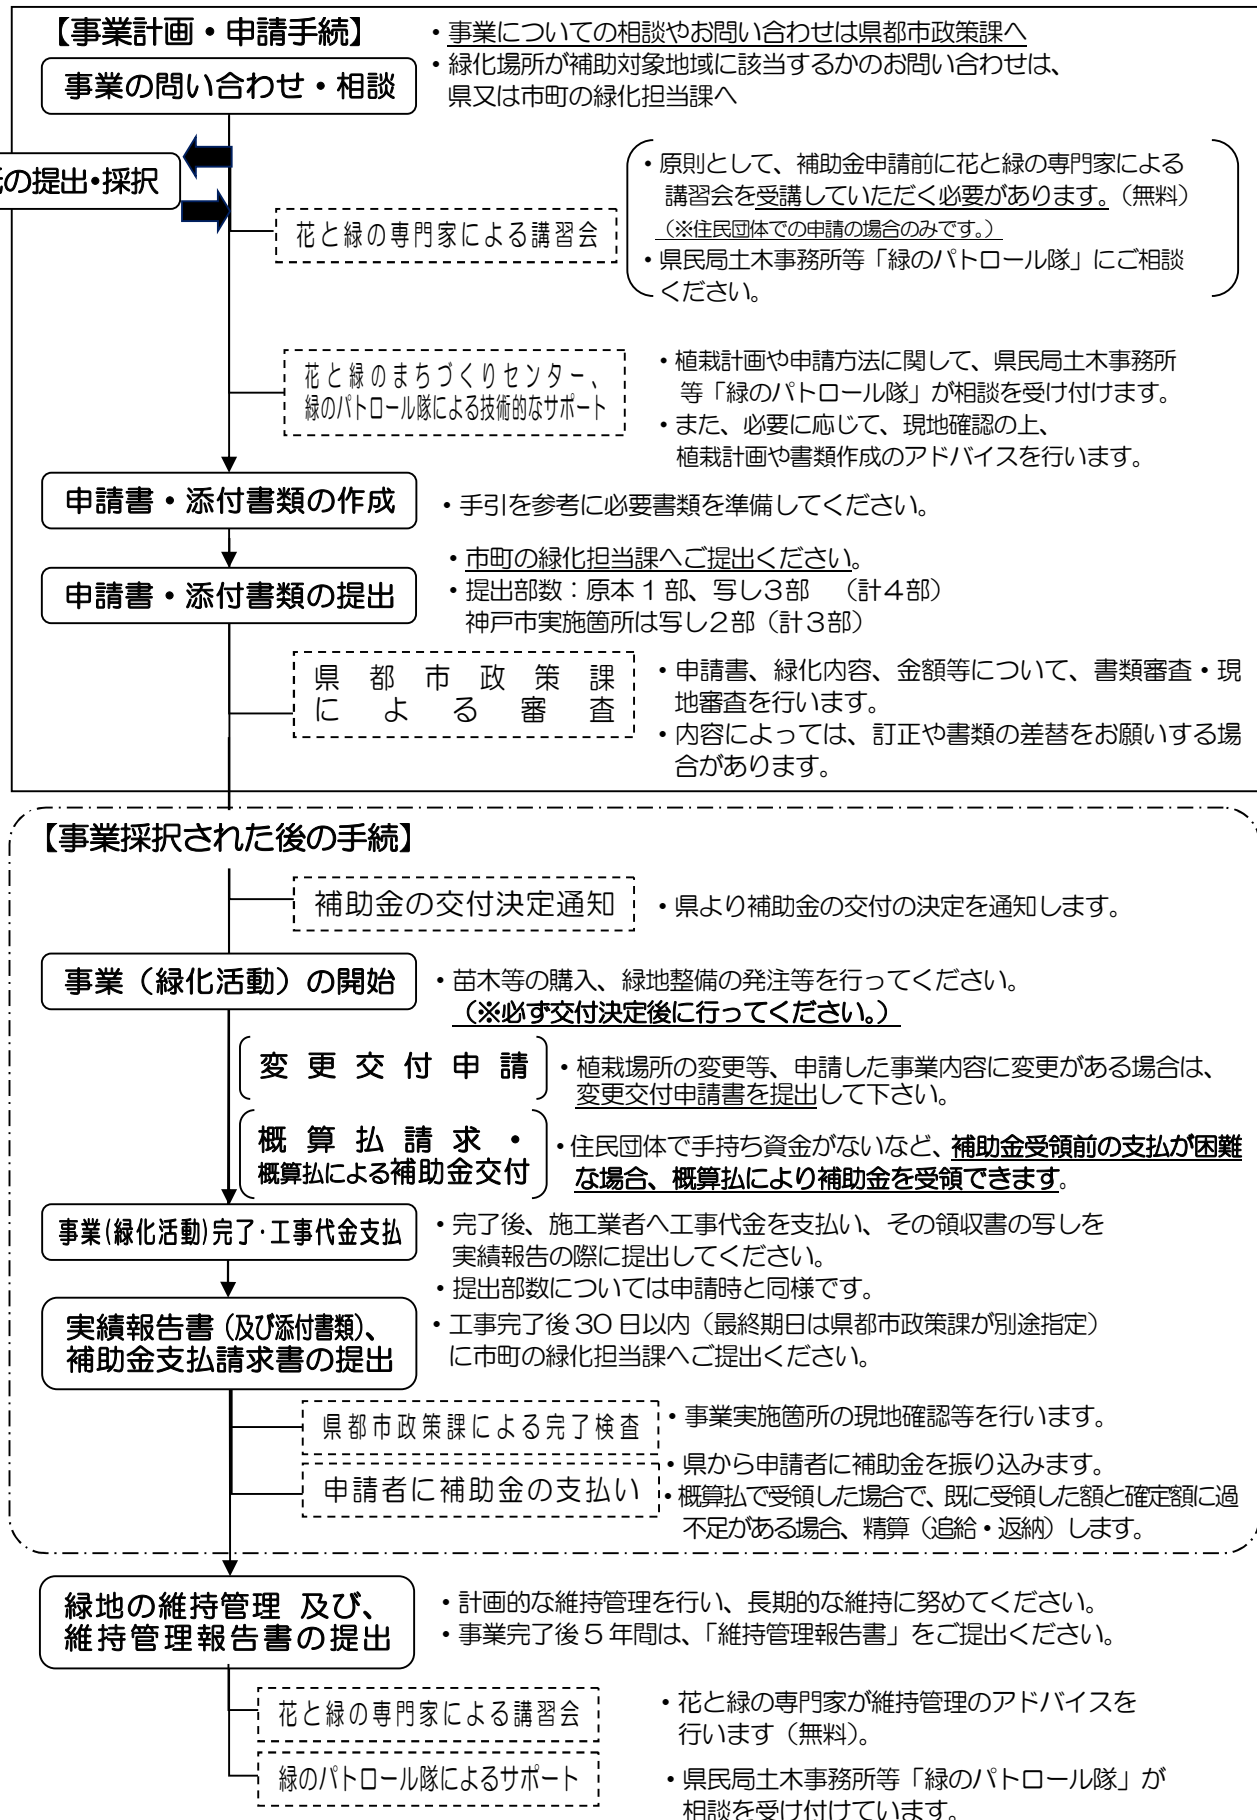 【事業計画・申請手続】
・事業についての相談やお問い合わせは県都市政策課へ
事業の問い合わせ・相談
・緑化場所が補助対象地域に該当するかのお問い合わせは、
県又は市町の緑化担当課へ
の提出・採択
・原則として、補助金申請前に花と緑の専門家による
講習会を受講していただく必要があります。（無料）
（※住民団体での申請の場合のみです。）
・県民局土木事務所等「緑のパトロール隊」にご相談
ください。
花と緑の専門家による講習会
花と緑のまちづくりセンター、
緑のパトロール隊による技術的なサポート
・植栽計画や申請方法に関して、県民局土木事務所
等「緑のパトロール隊」が相談を受け付けます。
・また、必要に応じて、現地確認の上、
植栽計画や書類作成のアドバイスを行います。
申請書・添付書類の作成
・手引を参考に必要書類を準備してください。
申請書・添付書類の提出
・市町の緑化担当課へご提出ください。
・提出部数：原本１部、写し３部　（計４部）
神戸市実施箇所は写し２部（計３部）
県都市政策課
による審査
・申請書、緑化内容、金額等について、書類審査・現
地審査を行います。
・内容によっては、訂正や書類の差替をお願いする場
合があります。
【事業採択された後の手続】
補助金の交付決定通知
・県より補助金の交付の決定を通知します。
事業（緑化活動）の開始
・苗木等の購入、緑地整備の発注等を行ってください。
（※必ず交付決定後に行ってください。）
変更交付申請
・植栽場所の変更等、申請した事業内容に変更がある場合は、
変更交付申請書を提出して下さい。
概算払請求・
概算払による補助金交付
・住民団体で手持ち資金がないなど、補助金受領前の支払が困難
な場合、概算払により補助金を受領できます。
事業(緑化活動)完了・工事代金支払
・完了後、施工業者へ工事代金を支払い、その領収書の写しを
実績報告の際に提出してください。
・提出部数については申請時と同様です。
実績報告書（及び添付書類）、
補助金支払請求書の提出
・工事完了後 30 日以内（最終期日は県都市政策課が別途指定）
に市町の緑化担当課へご提出ください。
県都市政策課による完了検査
・事業実施箇所の現地確認等を行います。
申請者に補助金の支払い
・県から申請者に補助金を振り込みます。
・概算払で受領した場合で、既に受領した額と確定額に過
不足がある場合、精算（追給・返納）します。
緑地の維持管理 及び、
維持管理報告書の提出
・計画的な維持管理を行い、長期的な維持に努めてください。
・事業完了後５年間は、「維持管理報告書」をご提出ください。
花と緑の専門家による講習会
・花と緑の専門家が維持管理のアドバイスを
行います（無料）。
緑のパトロール隊によるサポート
・県民局土木事務所等「緑のパトロール隊」が
相談を受け付けています。